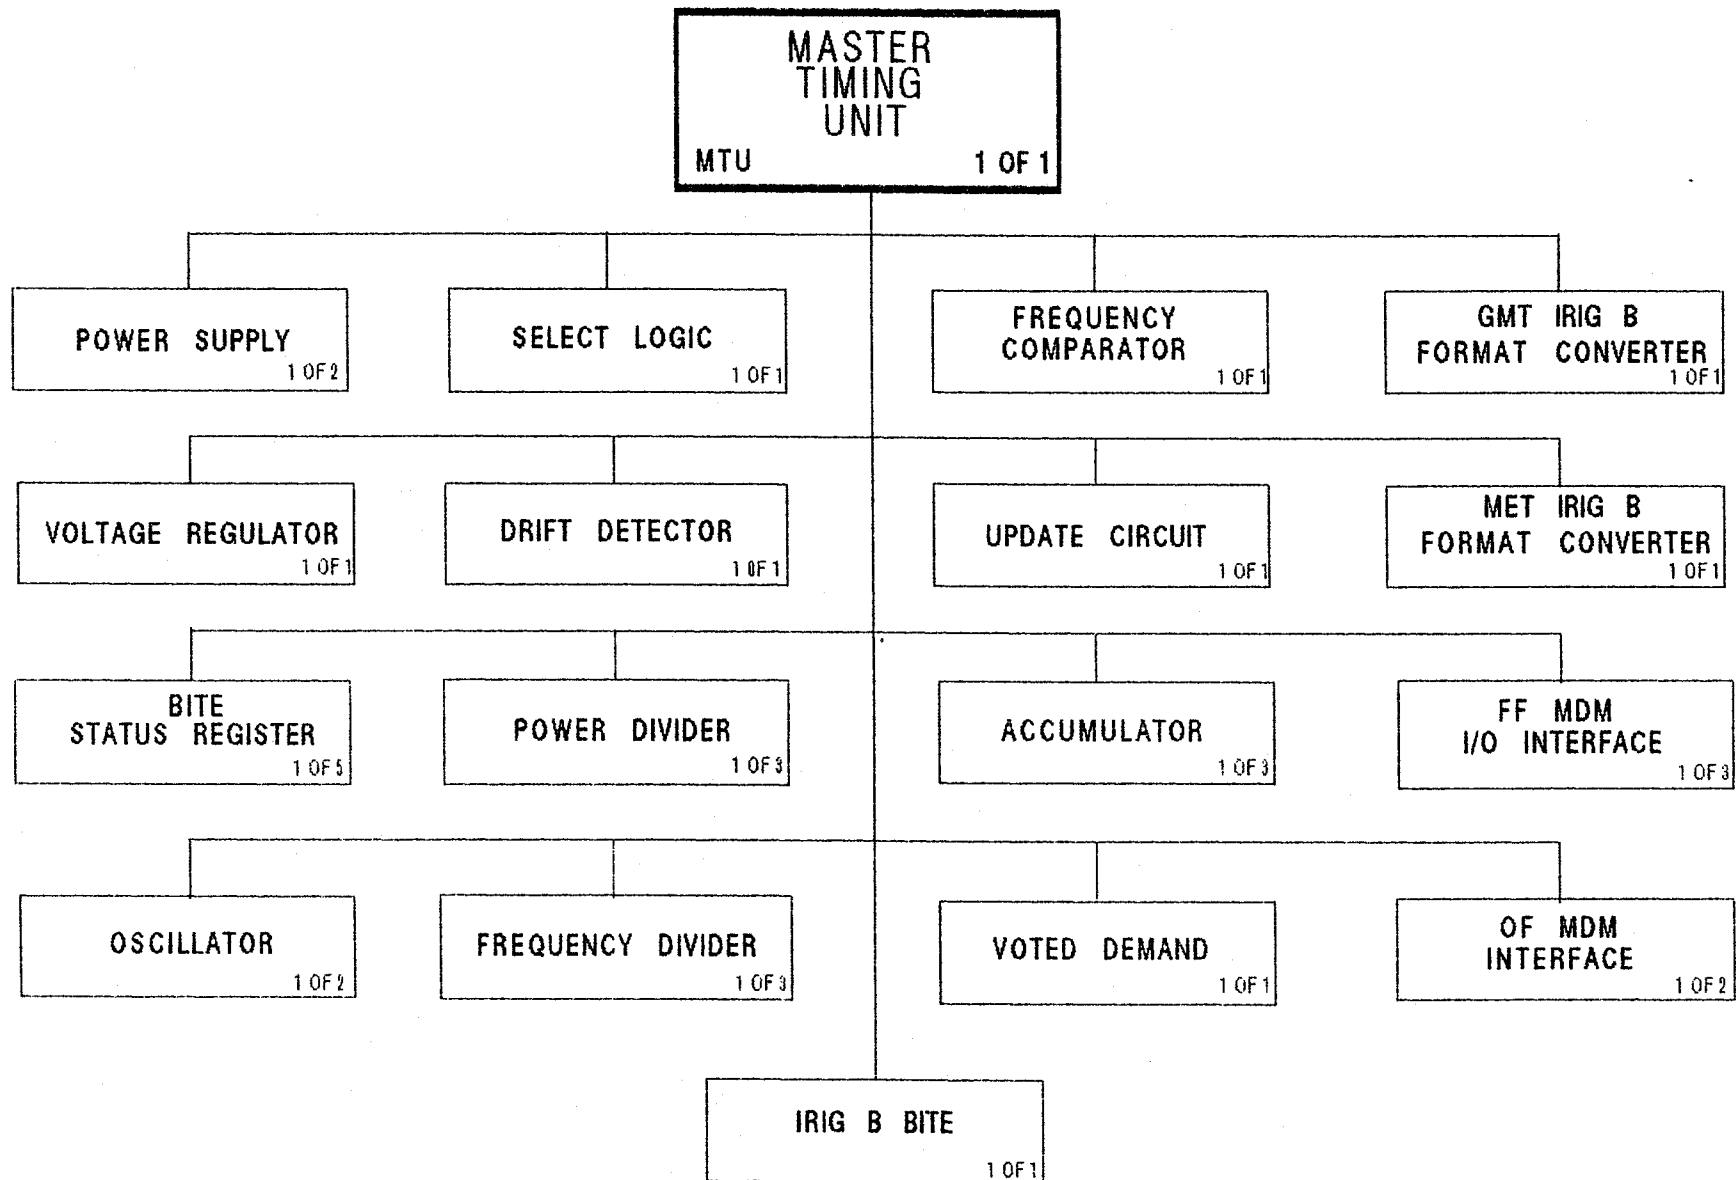 MASTER
TIMING
UNIT
MTU 1 OF 1
POWER SUPPLY
1 OF 2
SELECT LOGIC
1 OF 1
FREQUENCY
COMPARATOR
1 OF 1
GMT IRIG B
FORMAT CONVERTER
1 OF 1
VOLTAGE REGULATOR
1 OF 1
DRIFT DETECTOR
1 OF 1
UPDATE CIRCUIT
1 OF 1
MET IRIG B
FORMAT CONVERTER
1 OF 1
BITE
STATUS REGISTER
1 OF 5
POWER DIVIDER
1 OF 3
ACCUMULATOR
1 OF 3
FF MDM
I/O INTERFACE
1 OF 3
OSCILLATOR
1 OF 2
FREQUENCY DIVIDER
1 OF 3
VOTED DEMAND
1 OF 1
OF MDM
INTERFACE
1 OF 2
IRIG B BITE
1 OF 1